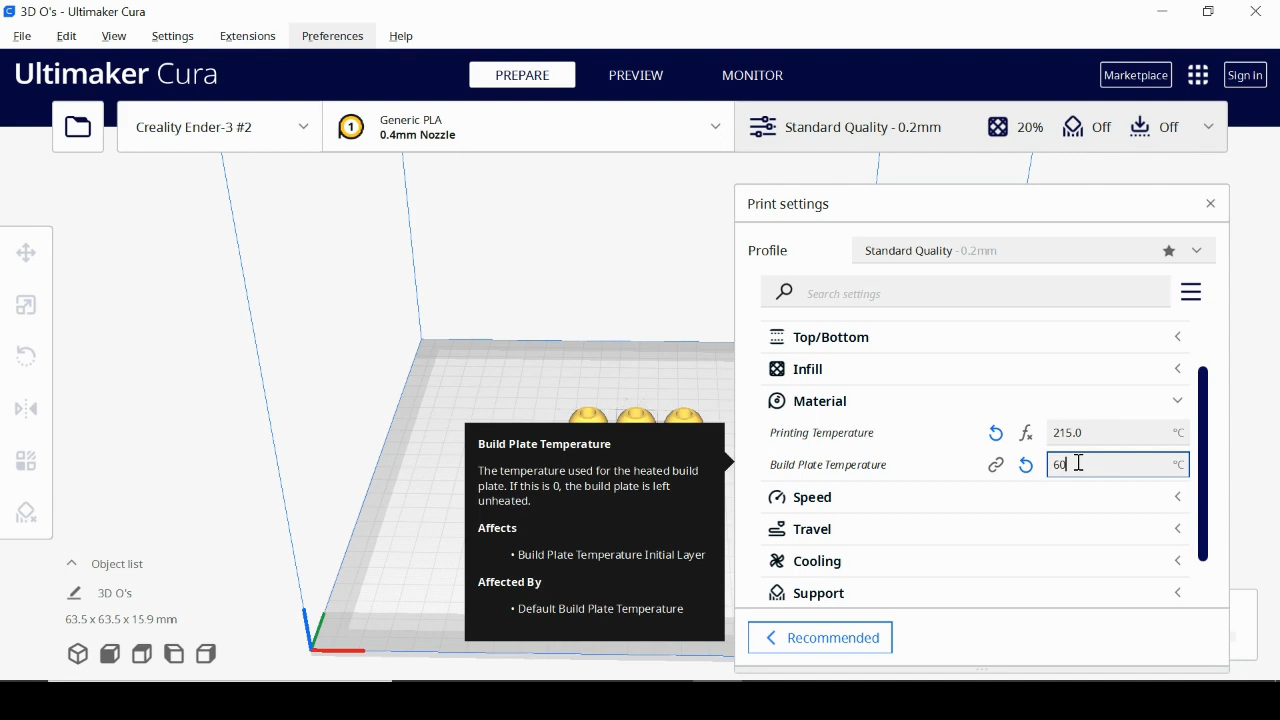 3D O's - Ultimaker Cura
File Edit View Settings Extensions Preferences Help
Ultimaker Cura
PREPARE PREVIEW MONITOR
Marketplace
Sign in
Creality Ender-3 #2
1
Generic PLA
0.4mm Nozzle
Standard Quality - 0.2mm
20%
Off
Off
Print settings
Profile
Standard Quality - 0.2mm
Search settings
Top/Bottom
Infill
Material
Printing Temperature
215.0 °C
Build Plate Temperature
60 °C
Speed
Travel
Cooling
Support
Recommended
Build Plate Temperature
The temperature used for the heated build
plate. If this is 0, the build plate is left
unheated.
Affects
• Build Plate Temperature Initial Layer
Affected By
• Default Build Plate Temperature
Object list
3D O's
63.5 x 63.5 x 15.9 mm